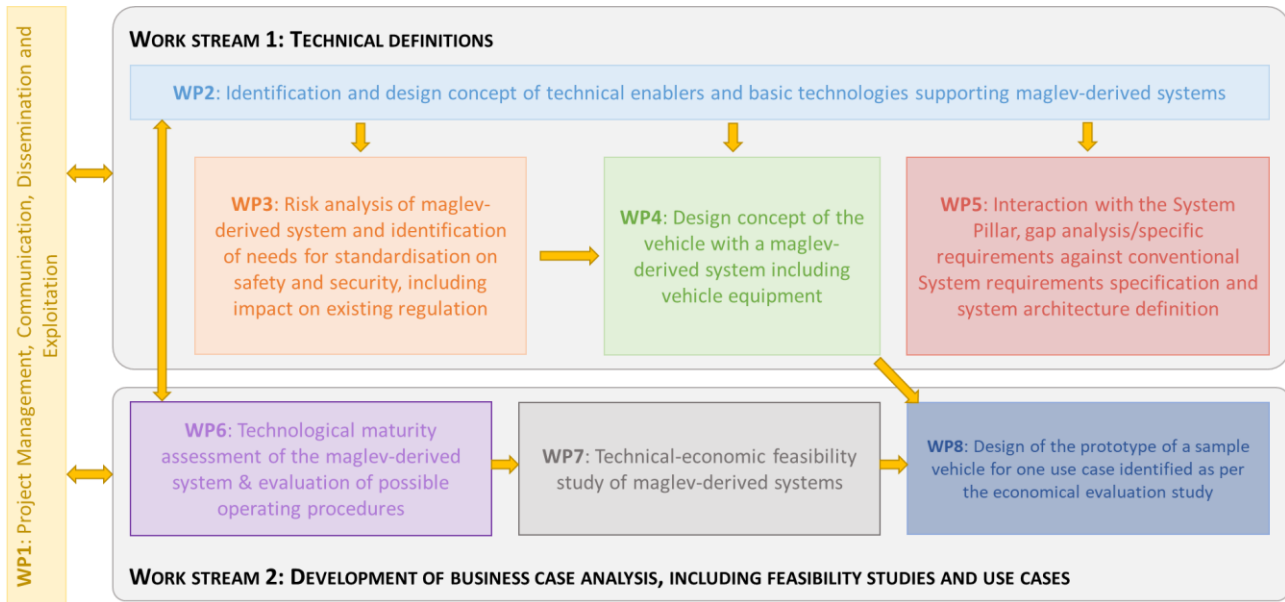 WP1: Project Management, Communication, Dissemination and
Exploitation
WORK STREAM 1: TECHNICAL DEFINITIONS
WP2: Identification and design concept of technical enablers and basic technologies supporting maglev-derived systems
WP3: Risk analysis of maglev-
derived system and identification
of needs for standardisation on
safety and security, including
impact on existing regulation
WP4: Design concept of the
vehicle with a maglev-
derived system including
vehicle equipment
WP5: Interaction with the System
Pillar, gap analysis/specific
requirements against conventional
System requirements specification and
system architecture definition
WP6: Technological maturity
assessment of the maglev-derived
system & evaluation of possible
operating procedures
WP7: Technical-economic feasibility
study of maglev-derived systems
WP8: Design of the prototype of a sample
vehicle for one use case identified as per
the economical evaluation study
WORK STREAM 2: DEVELOPMENT OF BUSINESS CASE ANALYSIS, INCLUDING FEASIBILITY STUDIES AND USE CASES